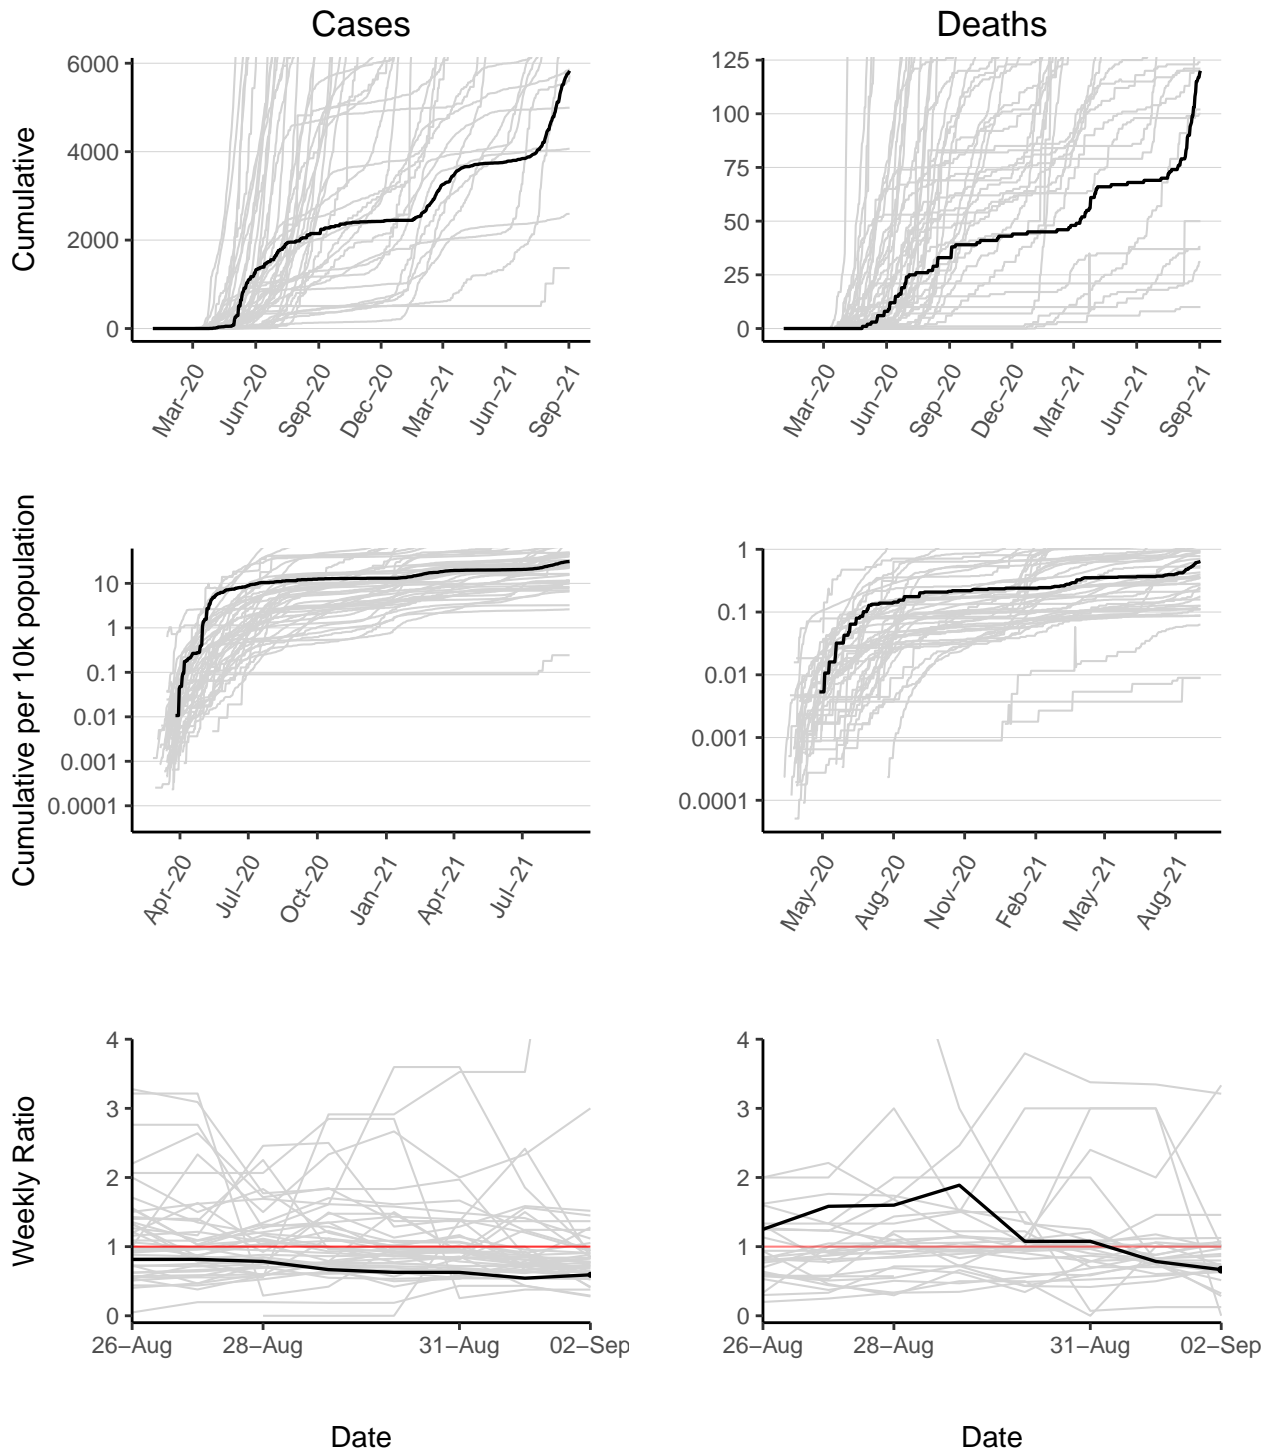 Cases
Deaths
Cumulative
6000
4000
2000
0
Mar−20
Jun−20
Sep−20
Dec−20
Mar−21
Jun−21
Sep−21
125
100
75
50
25
0
Mar−20
Jun−20
Sep−20
Dec−20
Mar−21
Jun−21
Sep−21
Cumulative per 10k population
10
1
0.1
0.01
0.001
0.0001
Apr−20
Jul−20
Oct−20
Jan−21
Apr−21
Jul−21
1
0.1
0.01
0.001
0.0001
May−20
Aug−20
Nov−20
Feb−21
May−21
Aug−21
Weekly Ratio
4
3
2
1
0
26−Aug
28−Aug
31−Aug
02−Sep
4
3
2
1
0
26−Aug
28−Aug
31−Aug
02−Sep
Date
Date